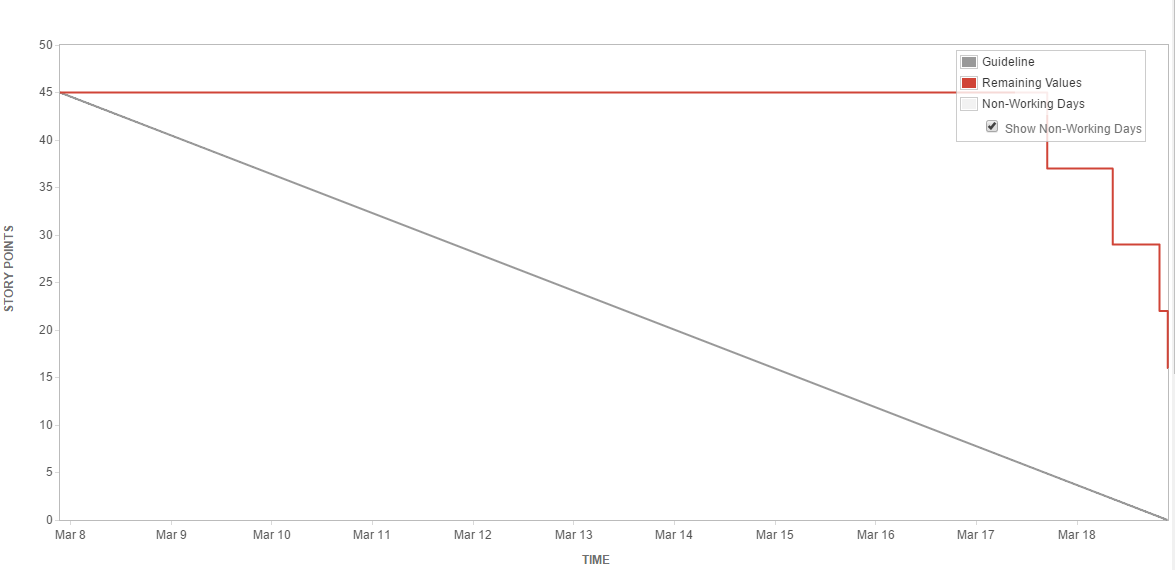 50
45
40
35
30
25
20
15
10
5
0
STORY POINTS
Guideline
Remaining Values
Non-Working Days
Show Non-Working Days
Mar 8 Mar 9 Mar 10 Mar 11 Mar 12 Mar 13 Mar 14 Mar 15 Mar 16 Mar 17 Mar 18
TIME